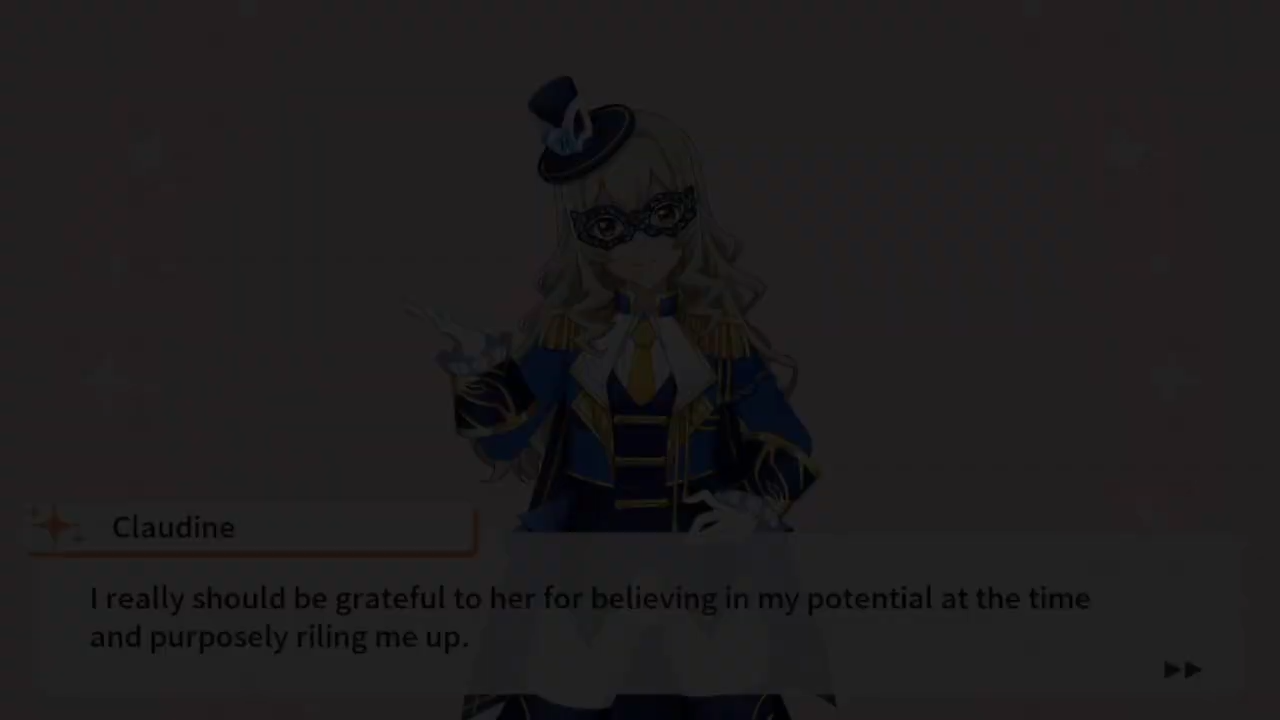 Claudine
I really should be grateful to her for believing in my potential at the time
and purposely riling me up.